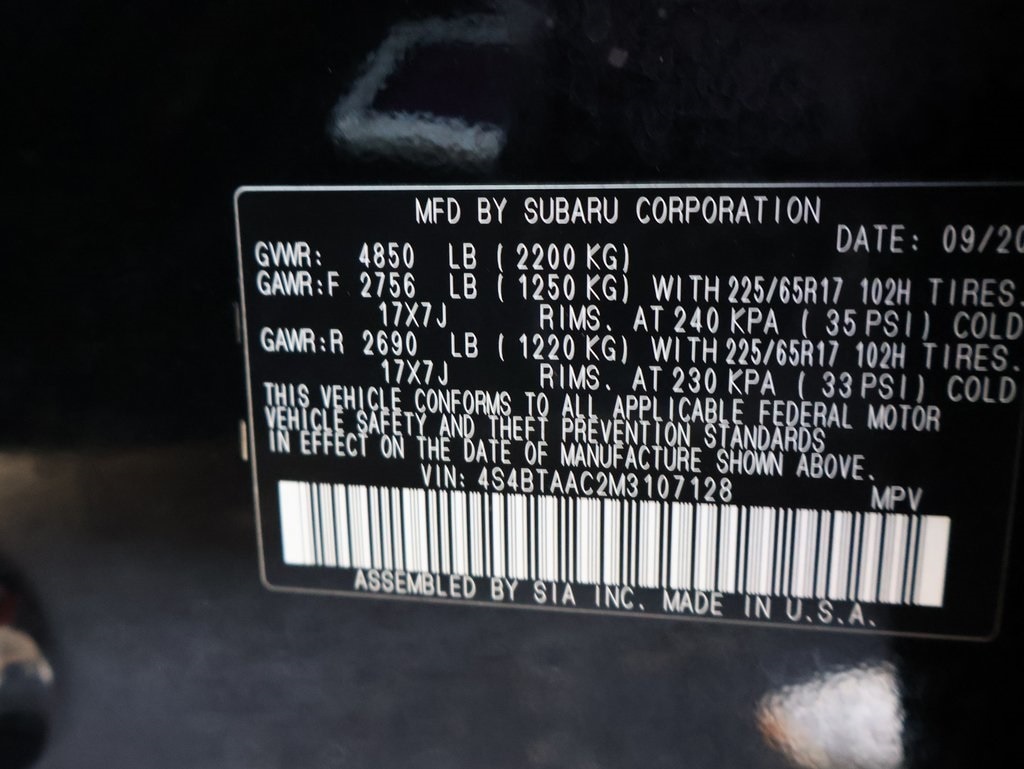 MFD BY SUBARU CORPORATION
DATE: 09/20
GVWR: 4850 LB (2200 KG)
GAWR:F 2756 LB (1250 KG) WITH 225/65R17 102H TIRES.
17X7J RIMS. AT 240 KPA (35 PSI) COLD
GAWR:R 2690 LB (1220 KG) WITH 225/65R17 102H TIRES.
17X7J RIMS. AT 230 KPA (33 PSI) COLD
THIS VEHICLE CONFORMS TO ALL APPLICABLE FEDERAL MOTOR
VEHICLE SAFETY AND THEFT PREVENTION STANDARDS
IN EFFECT ON THE DATE OF MANUFACTURE SHOWN ABOVE.
VIN: 4S4BTAAC2M3107128 MPV
ASSEMBLED BY SIA INC. MADE IN U.S.A.